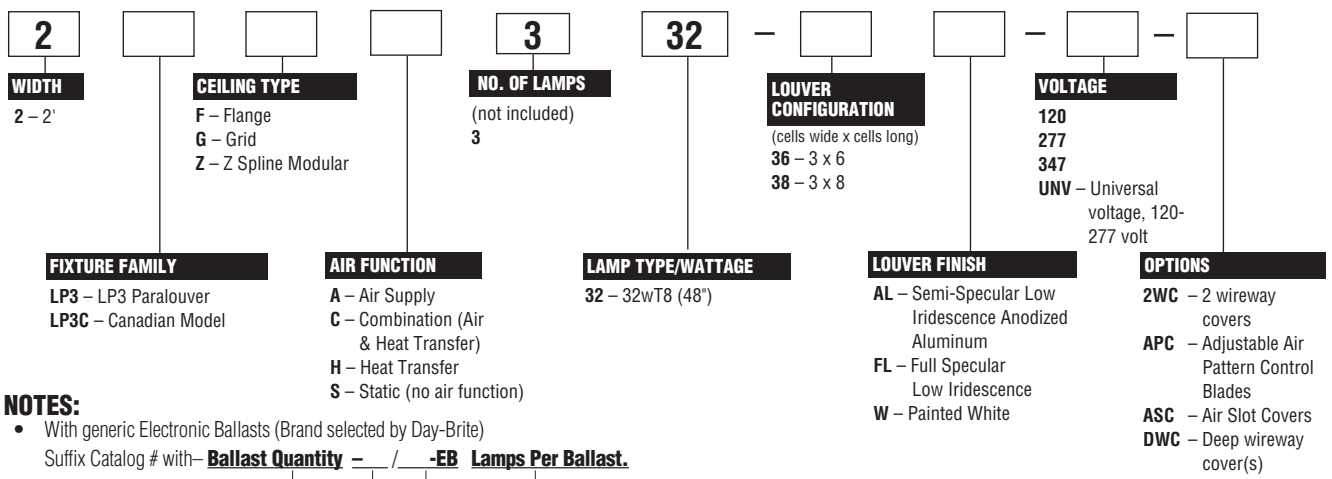 2 3 32 – – –
WIDTH
2 – 2'
CEILING TYPE
F – Flange
G – Grid
Z – Z Spline Modular
NO. OF LAMPS
(not included)
3
LOUVER
CONFIGURATION
(cells wide x cells long)
36 – 3 x 6
38 – 3 x 8
VOLTAGE
120
277
347
UNV – Universal
voltage, 120-
277 volt
FIXTURE FAMILY
LP3 – LP3 Paralouver
LP3C – Canadian Model
AIR FUNCTION
A – Air Supply
C – Combination (Air
& Heat Transfer)
H – Heat Transfer
S – Static (no air function)
LAMP TYPE/WATTAGE
32 – 32wT8 (48")
LOUVER FINISH
AL – Semi-Specular Low
Iridescence Anodized
Aluminum
FL – Full Specular
Low Iridescence
W – Painted White
OPTIONS
2WC – 2 wireway
covers
APC – Adjustable Air
Pattern Control
Blades
ASC – Air Slot Covers
DWC – Deep wireway
cover(s)
NOTES:
• With generic Electronic Ballasts (Brand selected by Day-Brite)
Suffix Catalog # with– Ballast Quantity – __ /___-EB Lamps Per Ballast.